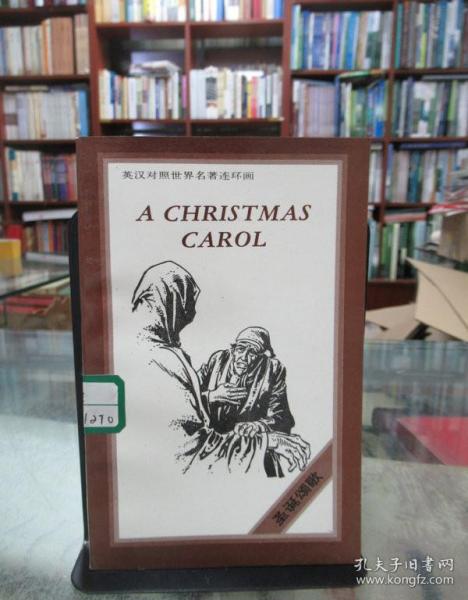 英汉对照世界名著连环画
A CHRISTMAS
CAROL
1270
圣诞颂歌
孔夫子旧书网
www.kongfz.com